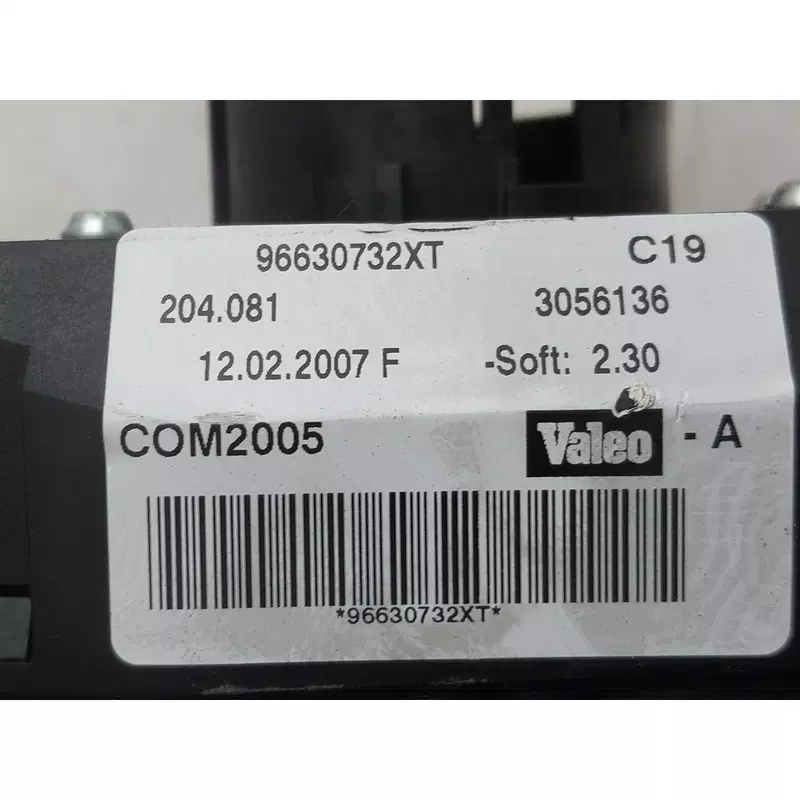 96630732XT C19
204.081 3056136
12.02.2007 F -Soft: 2.30
COM2005 Valeo - A
*96630732XT*